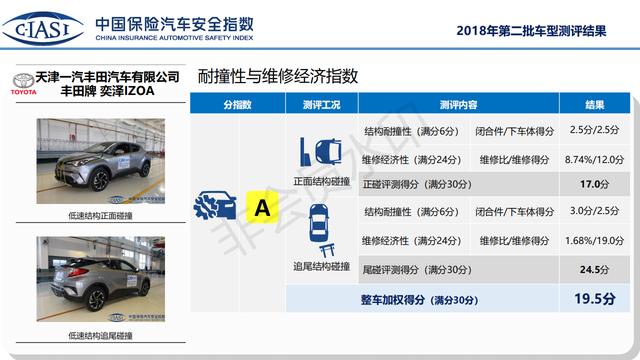 C-IASI
中国保险汽车安全指数
CHINA INSURANCE AUTOMOTIVE SAFETY INDEX
2018年第二批车型测评结果
TOYOTA
天津一汽丰田汽车有限公司
丰田牌 奕泽IZOA
低速结构正面碰撞
低速结构追尾碰撞
耐撞性与维修经济指数
分指数 测评工况 测评内容 结果
A
正面结构碰撞
结构耐撞性（满分6分） 闭合件/下车体得分 2.5分/2.5分
维修经济性（满分24分） 维修比/维修得分 8.74%/12.0分
正碰评测得分（满分30分） 17.0分
追尾结构碰撞
结构耐撞性（满分6分） 闭合件/下车体得分 3.0分/2.5分
维修经济性（满分24分） 维修比/维修得分 1.68%/19.0分
尾碰评测得分（满分30分） 24.5分
整车加权得分（满分30分） 19.5分
非会员水印